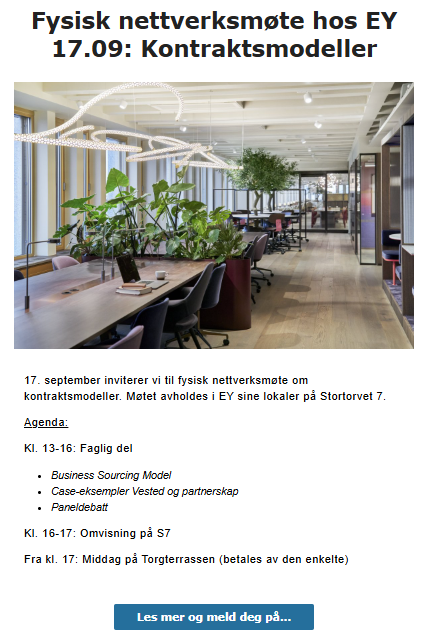 Fysisk nettverksmøte hos EY
17.09: Kontraktsmodeller
17. september inviterer vi til fysisk nettverksmøte om
kontraktsmodeller. Møtet avholdes i EY sine lokaler på Stortorvet 7.
Agenda:
Kl. 13-16: Faglig del
• Business Sourcing Model
• Case-eksempler Vested og partnerskap
• Paneldebatt
Kl. 16-17: Omvisning på S7
Fra kl. 17: Middag på Torgterrassen (betales av den enkelte)
Les mer og meld deg på...